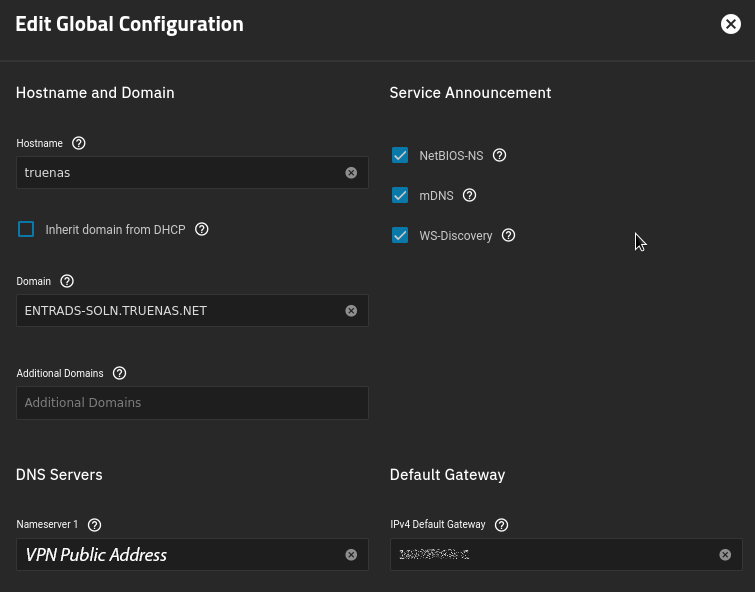 Edit Global Configuration
Hostname and Domain
Hostname
truenas
Inherit domain from DHCP
Domain
ENTRADS-SOLN.TRUENAS.NET
Additional Domains
Additional Domains
Service Announcement
NetBIOS-NS
mDNS
WS-Discovery
DNS Servers
Nameserver 1
VPN Public Address
Default Gateway
IPv4 Default Gateway